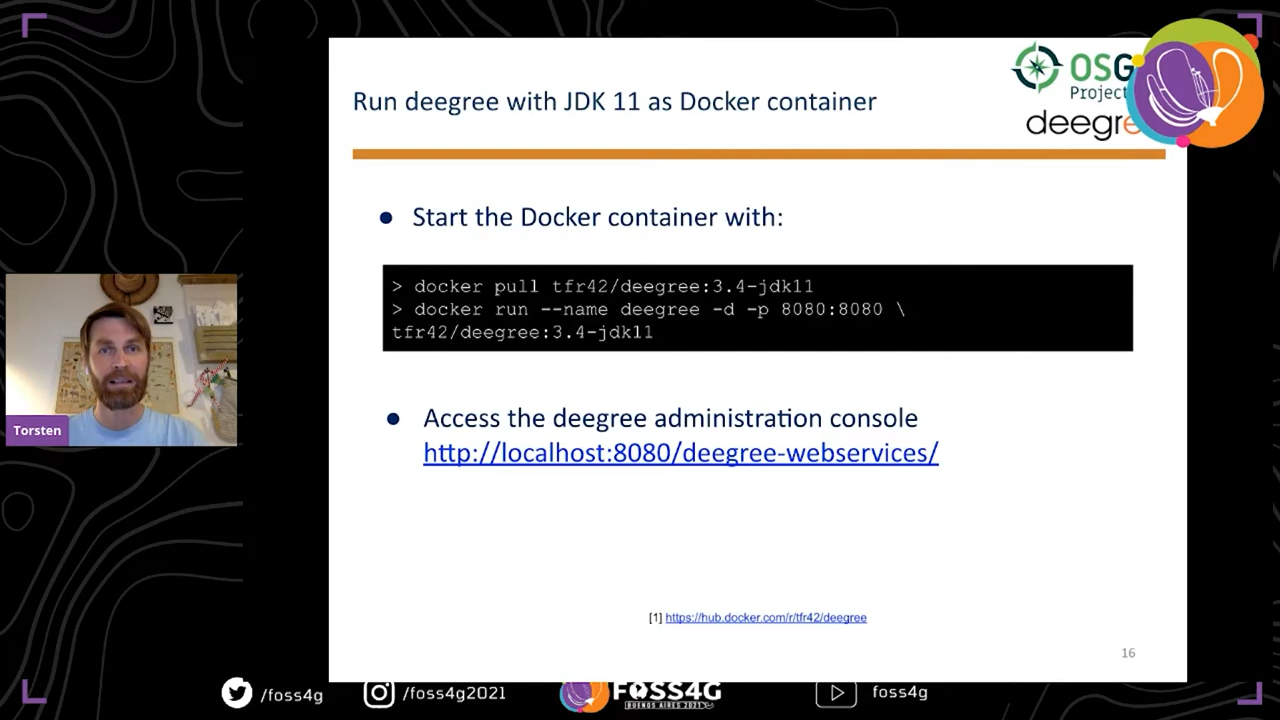 Run deegree with JDK 11 as Docker container
OSG
Project
deegre
● Start the Docker container with:
> docker pull tfr42/deegree:3.4-jdk11
> docker run --name deegree -d -p 8080:8080 \
tfr42/deegree:3.4-jdk11
● Access the deegree administration console
http://localhost:8080/deegree-webservices/
Torsten
[1] https://hub.docker.com/r/tfr42/deegree
16
/foss4g
/foss4g2021
FOSS4G
BUENOS AIRES 2021
foss4g